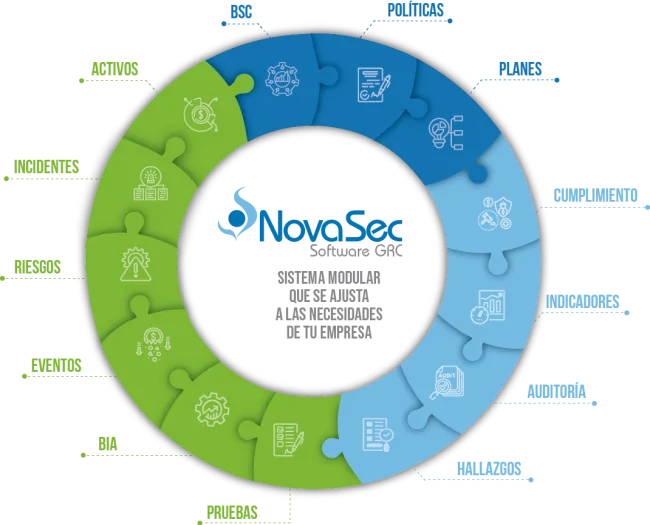 BSC
POLÍTICAS
PLANES
ACTIVOS
INCIDENTES
CUMPLIMIENTO
NovaSec
Software GRC
RIESGOS
SISTEMA MODULAR
QUE SE AJUSTA
A LAS NECESIDADES
DE TU EMPRESA
INDICADORES
EVENTOS
AUDIT
AUDITORÍA
BIA
HALLAZGOS
PRUEBAS